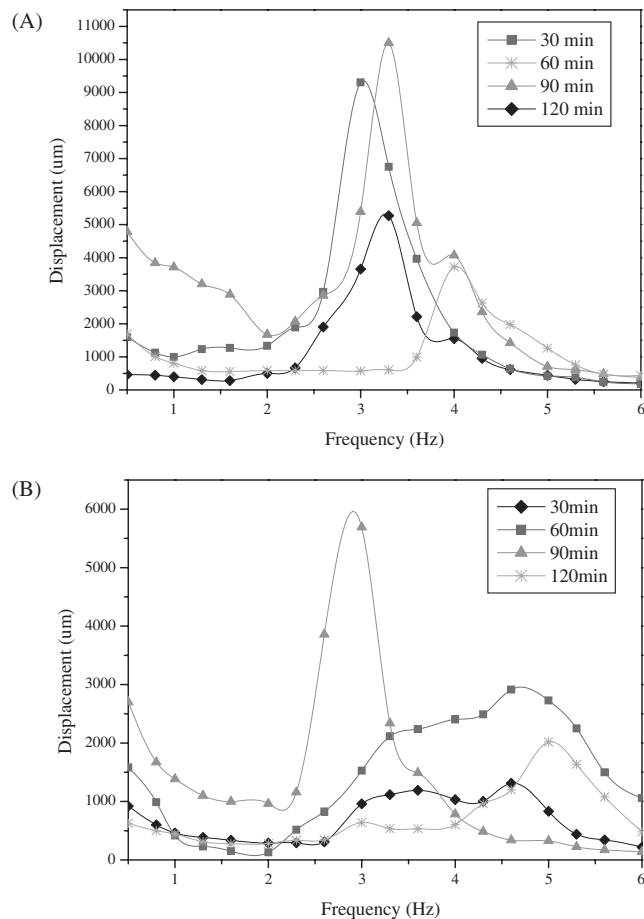 (A)
11000
10000
9000
8000
7000
6000
5000
4000
3000
2000
1000
0
Displacement (um)
30 min
60 min
90 min
120 min
1 2 3 4 5 6
Frequency (Hz)
(B)
6000
5000
4000
3000
2000
1000
0
Displacement (um)
30min
60min
90min
120min
1 2 3 4 5 6
Frequency (Hz)